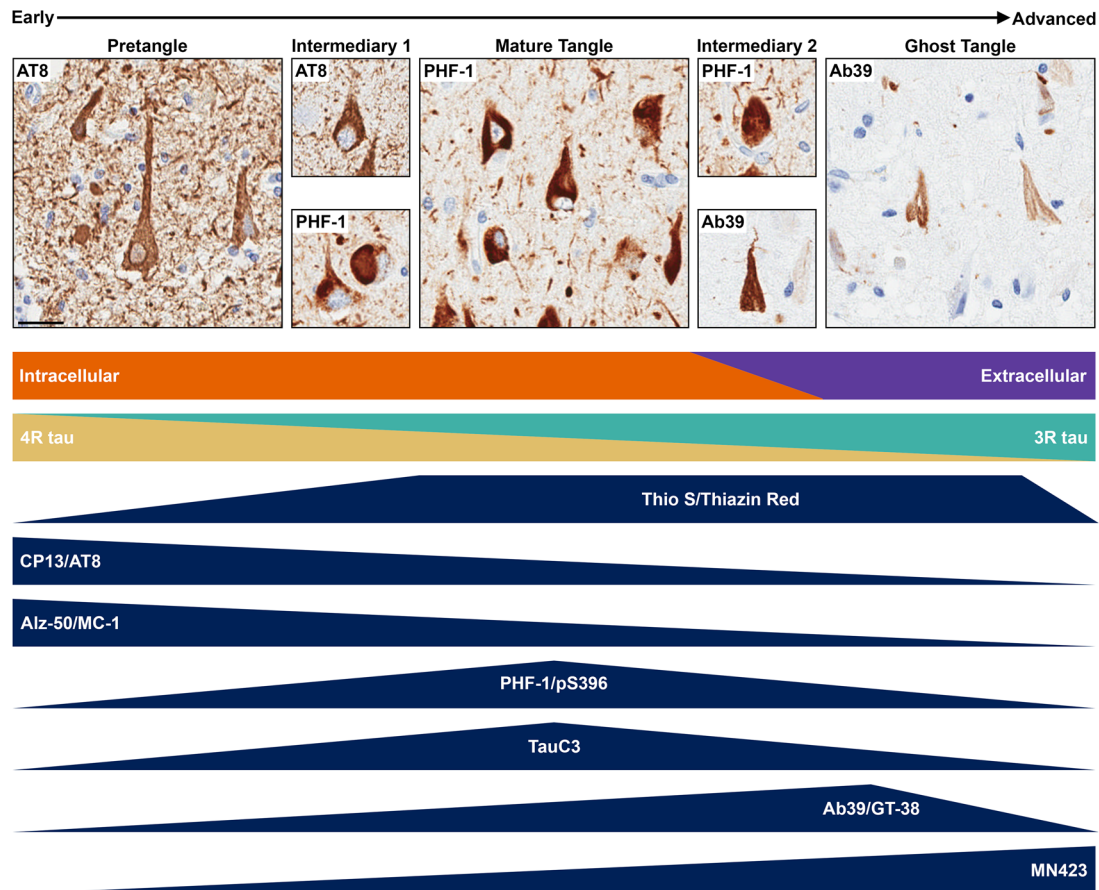 Early
Advanced
Pretangle
Intermediary 1
Mature Tangle
Intermediary 2
Ghost Tangle
AT8
AT8
PHF-1
PHF-1
Ab39
PHF-1
Ab39
Intracellular
Extracellular
4R tau
3R tau
Thio S/Thiazin Red
CP13/AT8
Alz-50/MC-1
PHF-1/pS396
TauC3
Ab39/GT-38
MN423